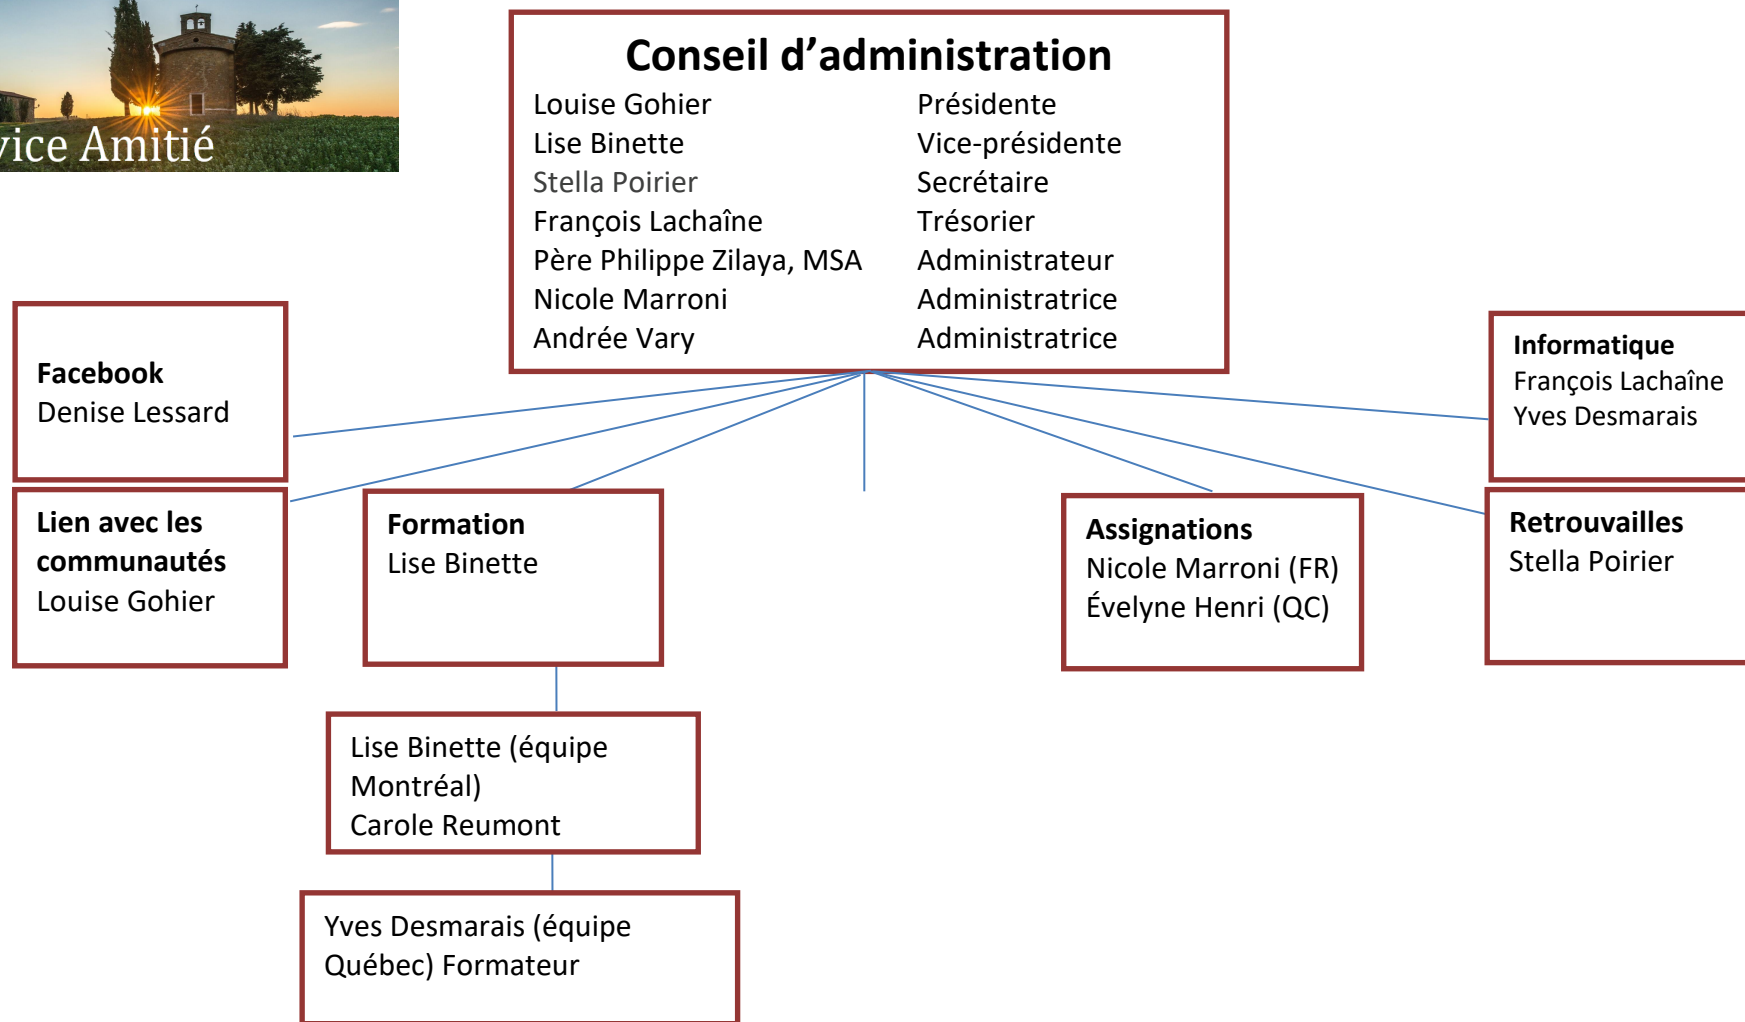 Amitié
Conseil d’administration
Louise Gohier Présidente
Lise Binette Vice-présidente
Stella Poirier Secrétaire
François Lachaîne Trésorier
Père Philippe Zilaya, MSA Administrateur
Nicole Marroni Administratrice
Andrée Vary Administratrice
Facebook
Denise Lessard
Informatique
François Lachaîne
Yves Desmarais
Lien avec les
communautés
Louise Gohier
Formation
Lise Binette
Assignations
Nicole Marroni (FR)
Évelyne Henri (QC)
Retrouvailles
Stella Poirier
Lise Binette (équipe
Montréal)
Carole Reumont
Yves Desmarais (équipe
Québec) Formateur